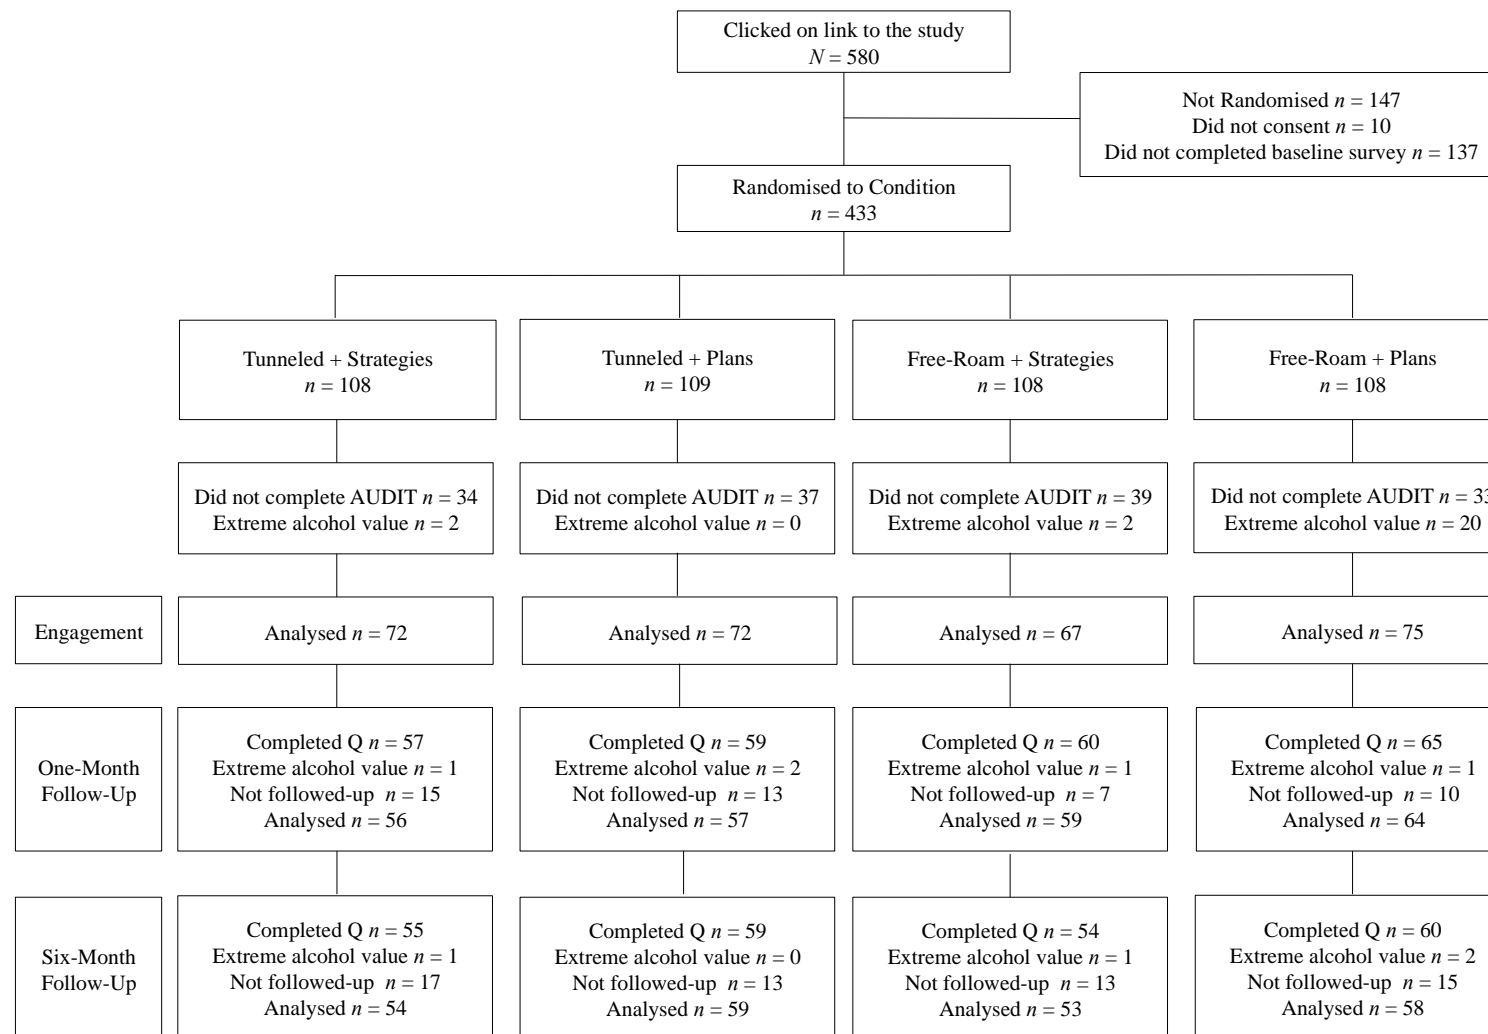 Clicked on link to the study
N = 580
Not Randomised n = 147
Did not consent n = 10
Did not completed baseline survey n = 137
Randomised to Condition
n = 433
Tunneled + Strategies
n = 108
Tunneled + Plans
n = 109
Free-Roam + Strategies
n = 108
Free-Roam + Plans
n = 108
Did not complete AUDIT n = 34
Extreme alcohol value n = 2
Did not complete AUDIT n = 37
Extreme alcohol value n = 0
Did not complete AUDIT n = 39
Extreme alcohol value n = 2
Did not complete AUDIT n = 33
Extreme alcohol value n = 20
Engagement
Analysed n = 72
Analysed n = 72
Analysed n = 67
Analysed n = 75
One-Month
Follow-Up
Completed Q n = 57
Extreme alcohol value n = 1
Not followed-up n = 15
Analysed n = 56
Completed Q n = 59
Extreme alcohol value n = 2
Not followed-up n = 13
Analysed n = 57
Completed Q n = 60
Extreme alcohol value n = 1
Not followed-up n = 7
Analysed n = 59
Completed Q n = 65
Extreme alcohol value n = 1
Not followed-up n = 10
Analysed n = 64
Six-Month
Follow-Up
Completed Q n = 55
Extreme alcohol value n = 1
Not followed-up n = 17
Analysed n = 54
Completed Q n = 59
Extreme alcohol value n = 0
Not followed-up n = 13
Analysed n = 59
Completed Q n = 54
Extreme alcohol value n = 1
Not followed-up n = 13
Analysed n = 53
Completed Q n = 60
Extreme alcohol value n = 2
Not followed-up n = 15
Analysed n = 58